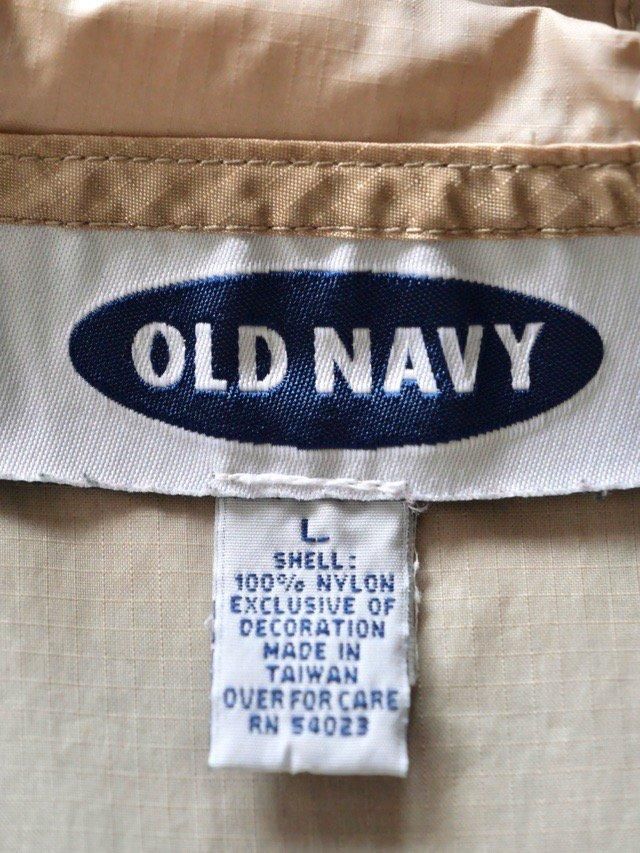 OLD NAVY
L
SHELL:
100% NYLON
EXCLUSIVE OF
DECORATION
MADE IN
TAIWAN
OVER FOR CARE
RN 54023